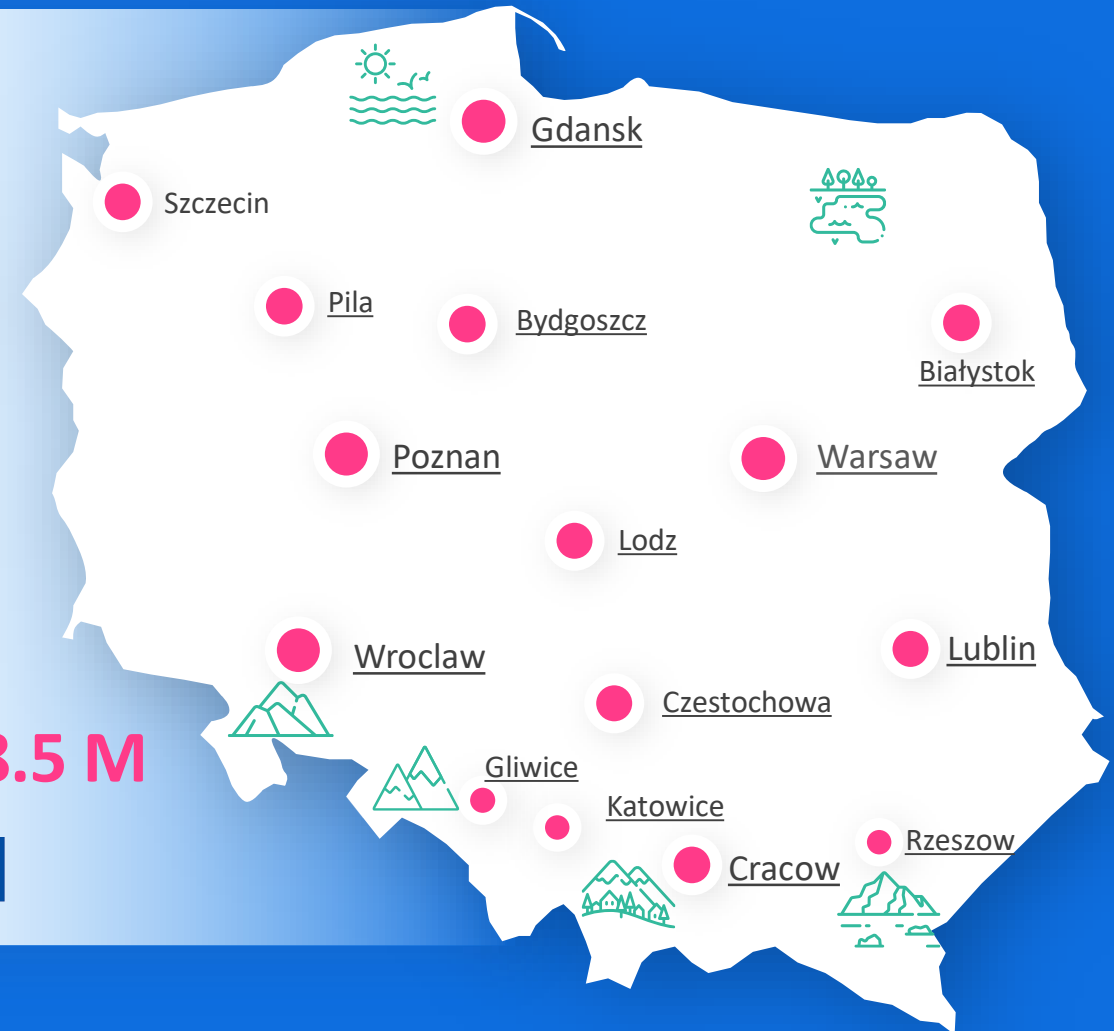 Gdansk
Szczecin
Pila
Bydgoszcz
Białystok
Poznan
Warsaw
Lodz
Wroclaw
Lublin
Czestochowa
.5 M
Gliwice
Katowice
Rzeszow
Cracow